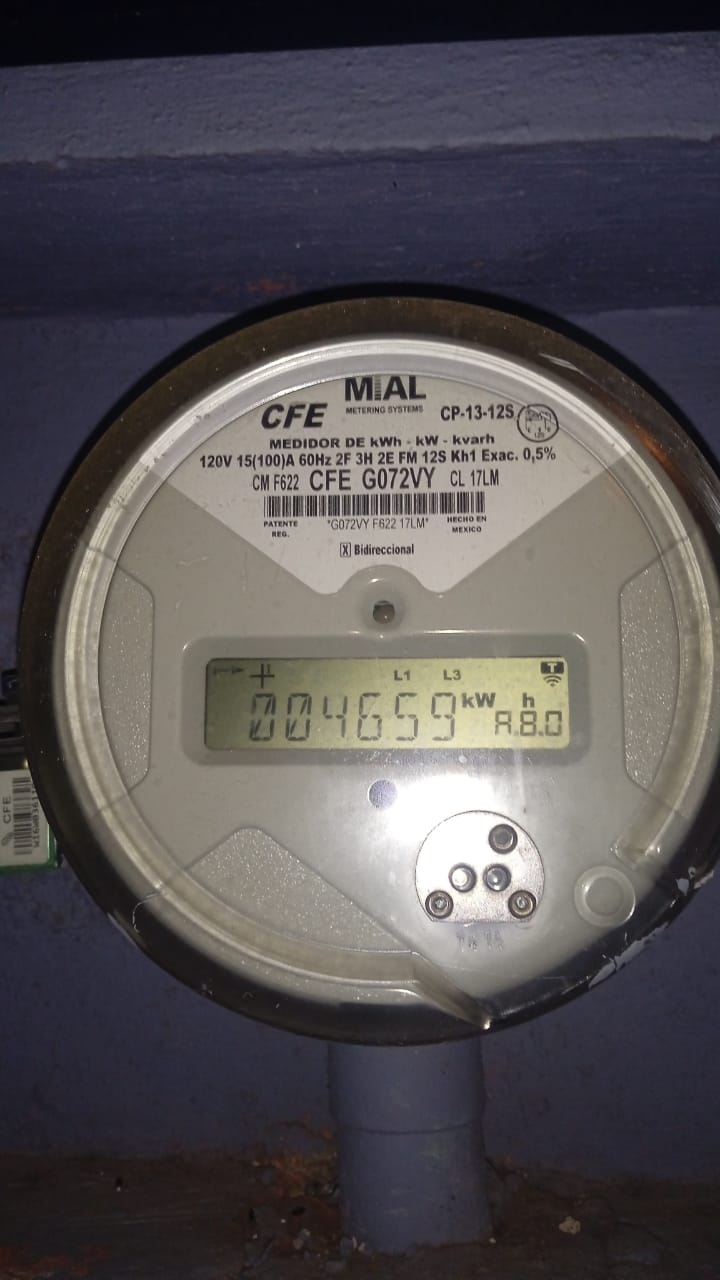 MIAL
METERING SYSTEMS
CFE
CP-13-12S
MEDIDOR DE kWh - kW - kvarh
120V 15(100)A 60Hz 2F 3H 2E FM 12S Kh1 Exac. 0,5%
CM F622 CFE G072VY CL 17LM
PATENTE REG.
*G072VY F622 17LM*
HECHO EN MEXICO
X Bidireccional
L1 L3 T
004659 kW h A.8.0
CFE